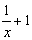 1/x + 1